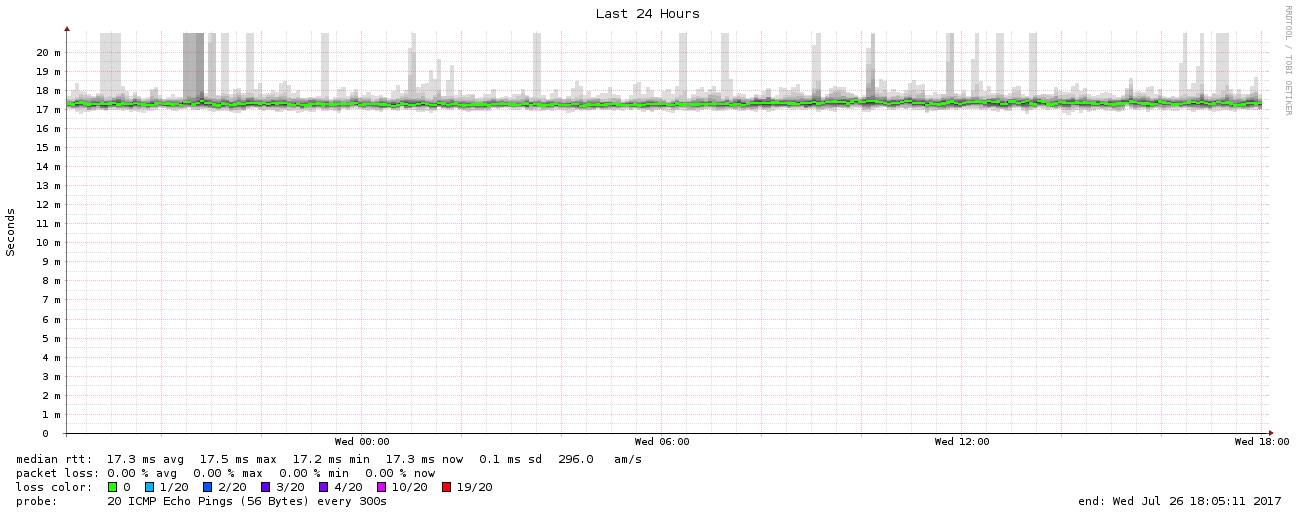 Last 24 Hours
RRDTOOL / TOBI OETIKER
Seconds
20 m
19 m
18 m
17 m
16 m
15 m
14 m
13 m
12 m
11 m
10 m
9 m
8 m
7 m
6 m
5 m
4 m
3 m
2 m
1 m
0
Wed 00:00 Wed 06:00 Wed 12:00 Wed 18:00
median rtt: 17.3 ms avg 17.5 ms max 17.2 ms min 17.3 ms now 0.1 ms sd 296.0 am/s
packet loss: 0.00 % avg 0.00 % max 0.00 % min 0.00 % now
loss color: 0 1/20 2/20 3/20 4/20 10/20 19/20
probe: 20 ICMP Echo Pings (56 Bytes) every 300s end: Wed Jul 26 18:05:11 2017